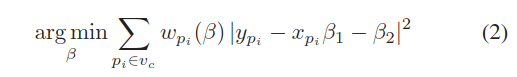 arg min_β ∑_{p_i∈v_c} w_{p_i}(β) |y_{p_i} − x_{p_i}β_1 − β_2|^2 (2)